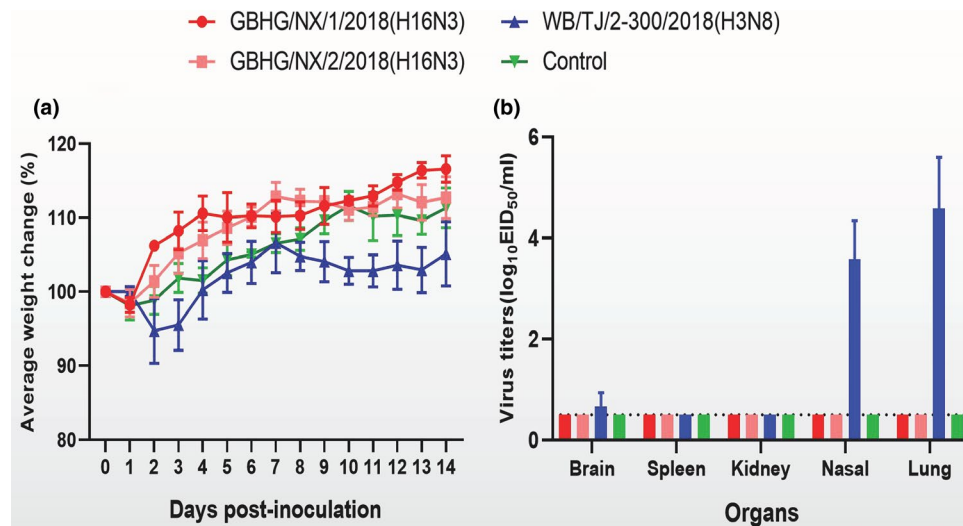 GBHG/NX/1/2018(H16N3)
WB/TJ/2-300/2018(H3N8)
GBHG/NX/2/2018(H16N3)
Control
(a)
120
110
100
90
80
Average weight change (%)
0 1 2 3 4 5 6 7 8 9 10 11 12 13 14
Days post-inoculation
(b)
6
4
2
0
Virus titers(log₁₀EID₅₀/ml)
Brain Spleen Kidney Nasal Lung
Organs